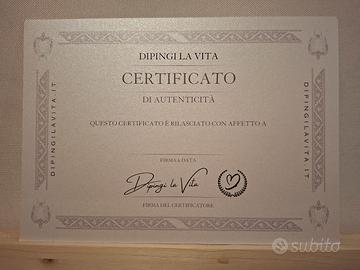 DIPINGI LA VITA
CERTIFICATO
DI AUTENTICITÀ
QUESTO CERTIFICATO È RILASCIATO CON AFFETTO A
FIRMA & DATA
Dipingi la Vita
FIRMA DEL CERTIFICATORE
DIPINGILAVITA.IT
DIPINGILAVITA.IT
subito